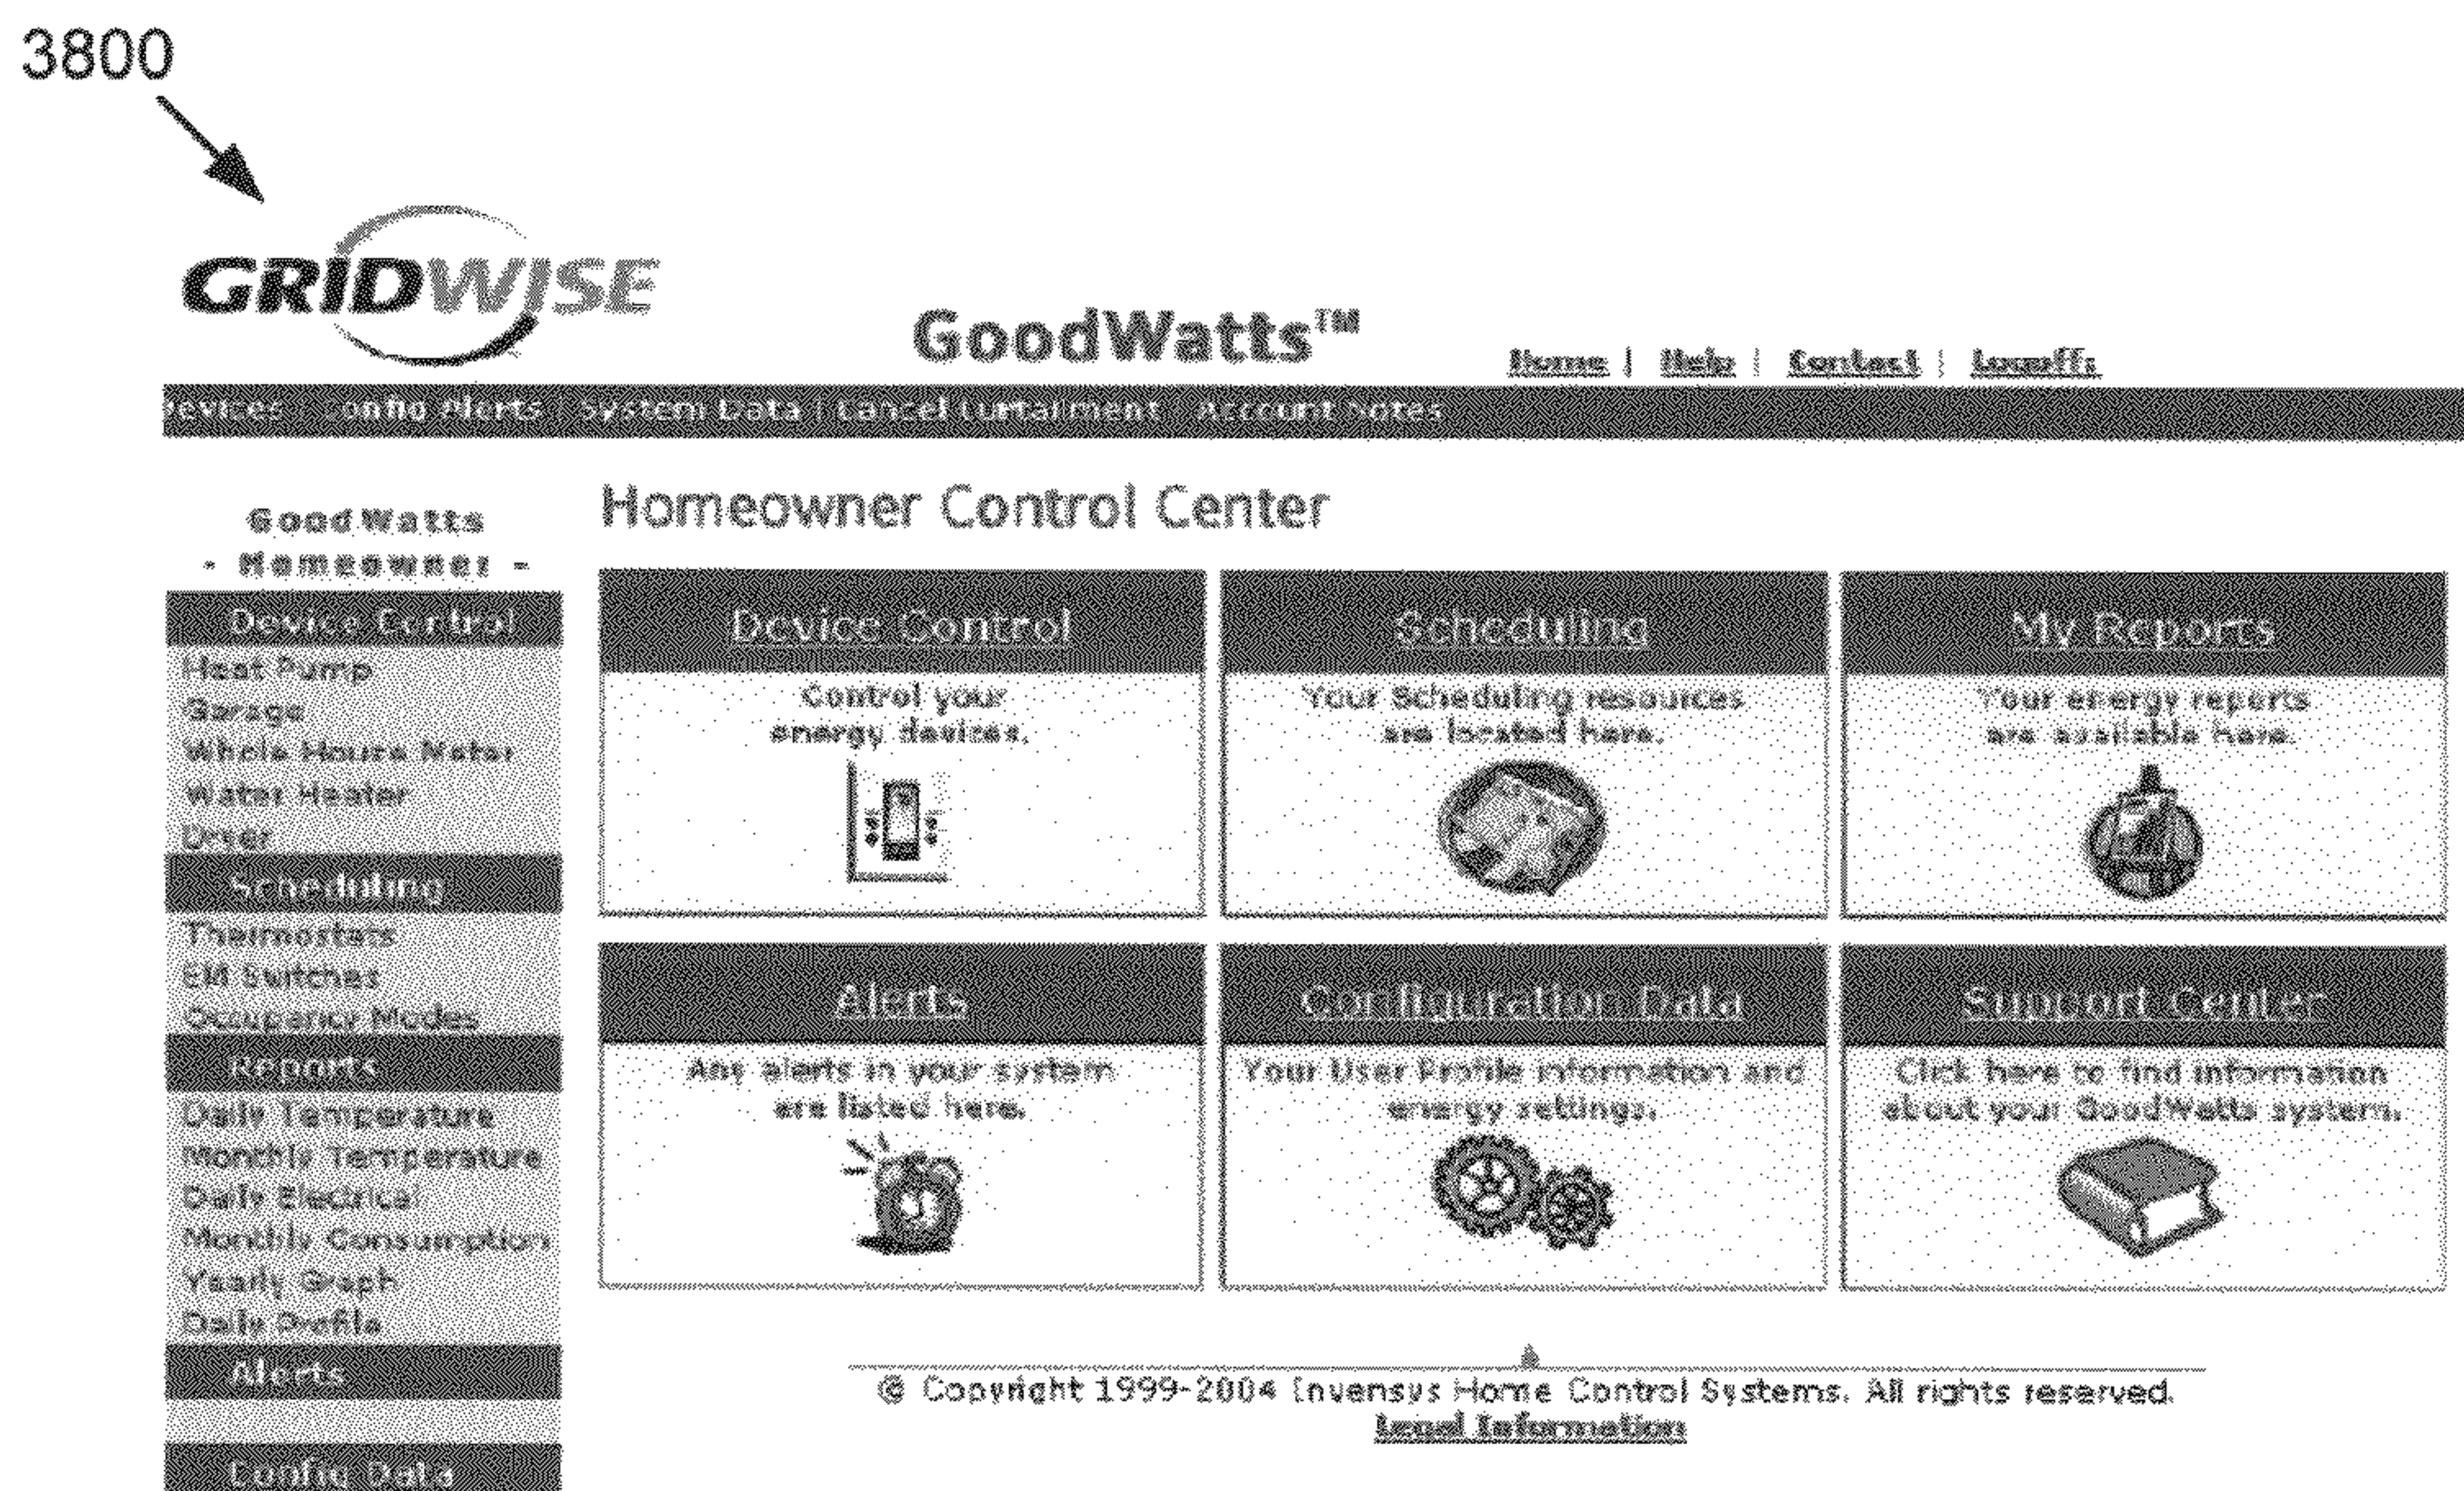 3800
GRIDWISE
GoodWatts™
Home | Help | Contact | Logoff:
Devices | Config Alerts | System Data | Cancel Curtailment | Account Notes
GoodWatts
- Homeowner -
Device Control
Heat Pump
Garage
Whole House Meter
Water Heater
Dryer
Scheduling
Thermostats
EM Switches
Occupancy Modes
Reports
Daily Temperature
Monthly Temperature
Daily Electrical
Monthly Consumption
Yearly Graph
Daily Profile
Alerts
Config Data
Homeowner Control Center
Device Control
Control your
energy devices.
Scheduling
Your Scheduling resources
are located here.
My Reports
Your energy reports
are available here.
Alerts
Any alerts in your system
are listed here.
Configuration Data
Your User Profile information and
energy settings.
Support Center
Click here to find information
about your GoodWatts system.
© Copyright 1999-2004 Invensys Home Control Systems. All rights reserved.
Legal Information